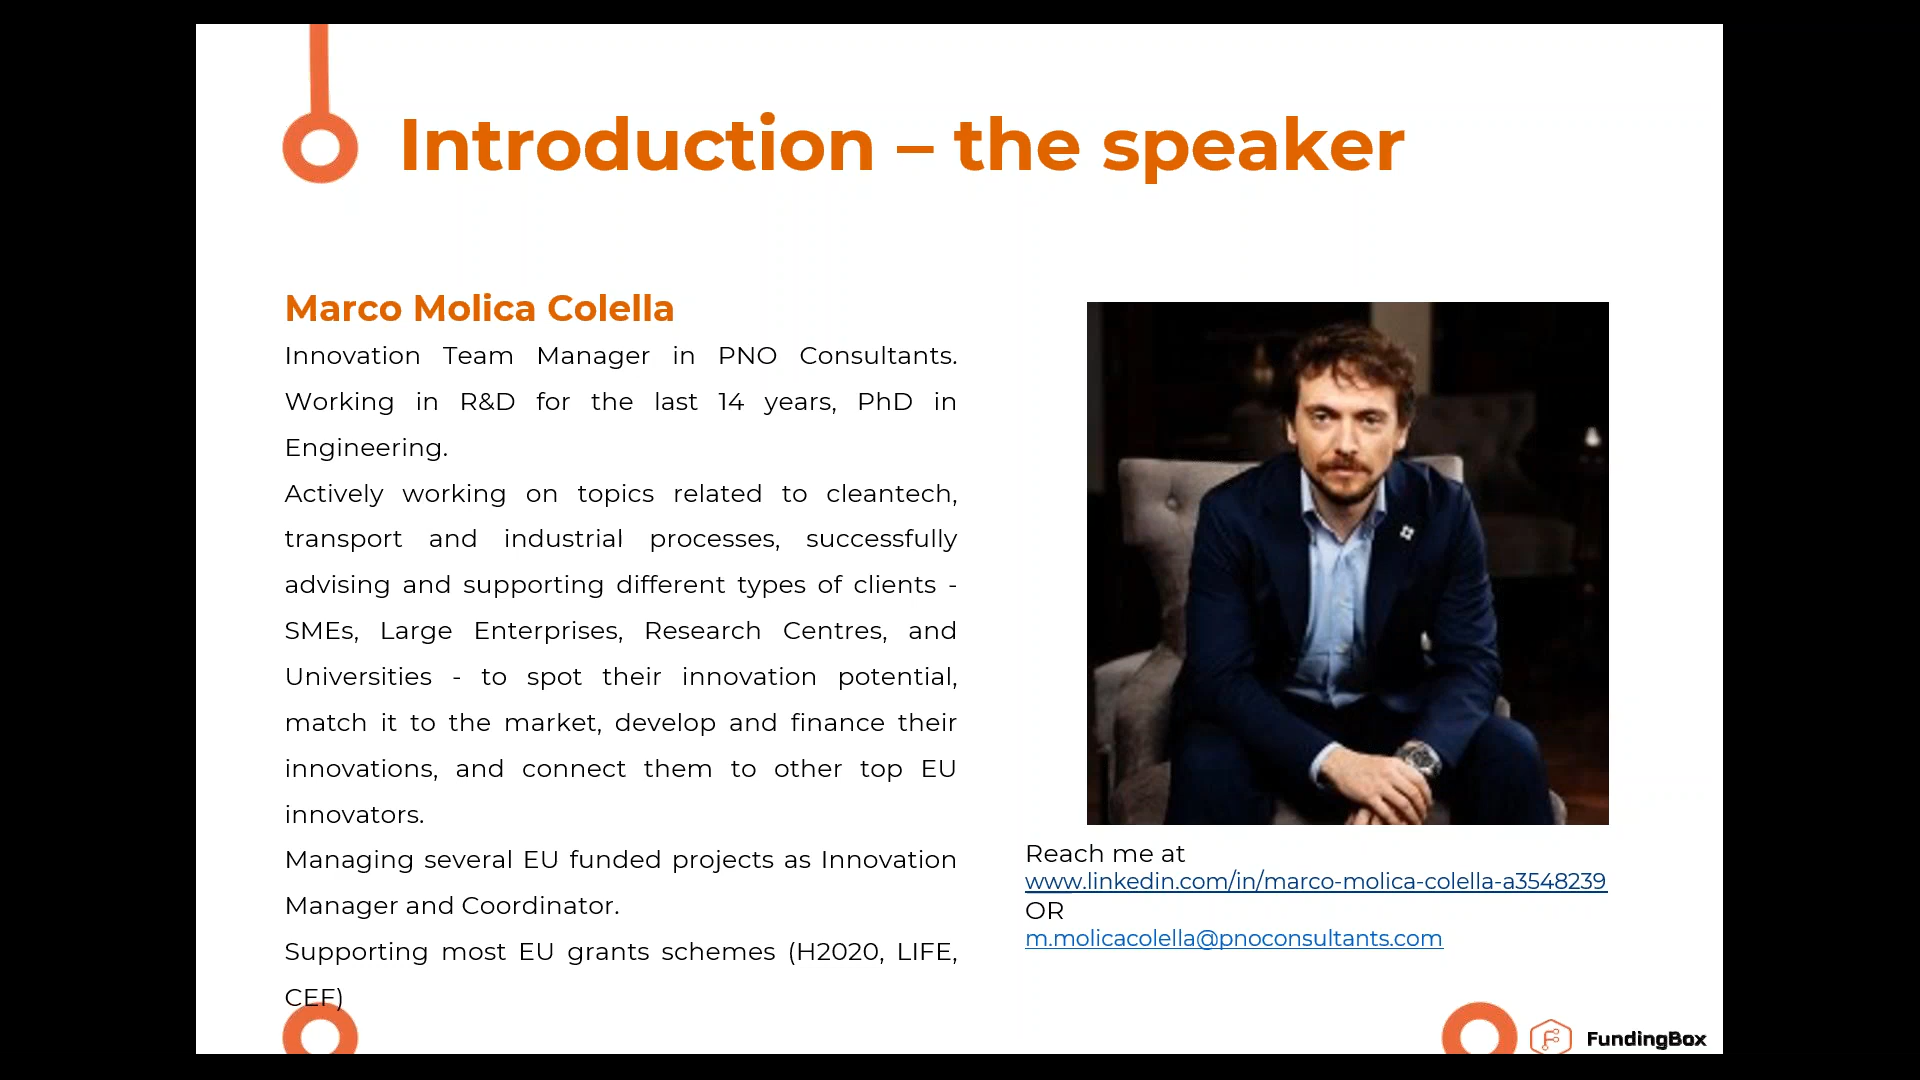 Introduction – the speaker
Marco Molica Colella
Innovation Team Manager in PNO Consultants.
Working in R&D for the last 14 years, PhD in
Engineering.
Actively working on topics related to cleantech,
transport and industrial processes, successfully
advising and supporting different types of clients -
SMEs, Large Enterprises, Research Centres, and
Universities - to spot their innovation potential,
match it to the market, develop and finance their
innovations, and connect them to other top EU
innovators.
Managing several EU funded projects as Innovation
Manager and Coordinator.
Supporting most EU grants schemes (H2020, LIFE,
CEF)
Reach me at
www.linkedin.com/in/marco-molica-colella-a3548239
OR
m.molicacolella@pnoconsultants.com
FundingBox